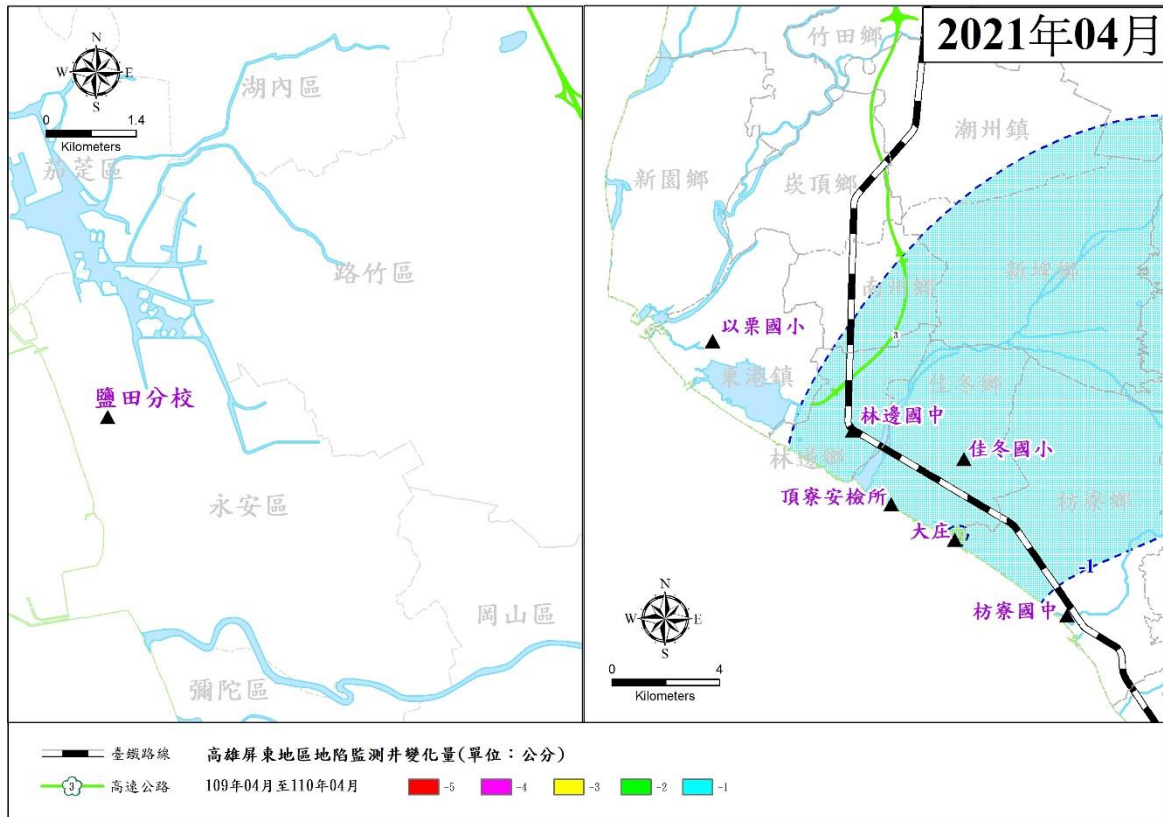 2021年04月
N
W
E
S
0
1.4
Kilometers
湖內區
茄萣區
路竹區
鹽田分校
永安區
岡山區
彌陀區
竹田鄉
潮州鎮
新園鄉
崁頂鄉
南州鄉
新埤鄉
3
以栗國小
東港鎮
佳冬鄉
林邊國中
林邊鄉
佳冬國小
頂寮安檢所
枋寮鄉
大庄
-1
枋寮國中
N
W
E
S
0
4
Kilometers
臺鐵路線
高雄屏東地區地陷監測井變化量(單位：公分)
3
高速公路
109年04月至110年04月
-5
-4
-3
-2
-1